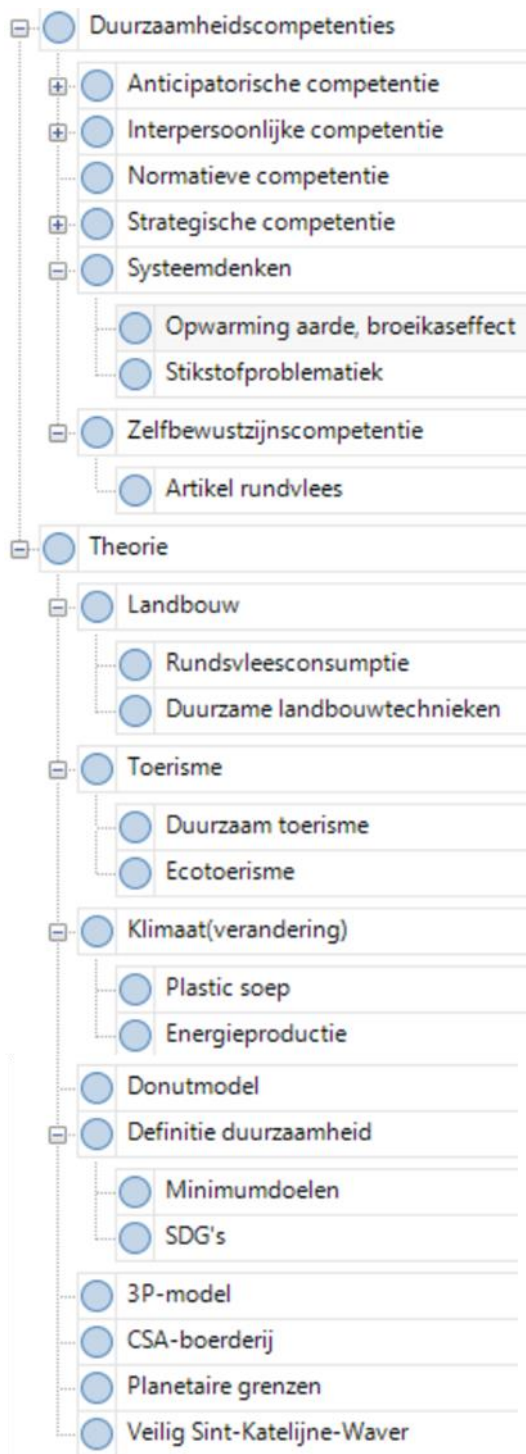 Duurzaamheidscompetenties
Anticipatorische competentie
Interpersoonlijke competentie
Normatieve competentie
Strategische competentie
Systeemdenken
Opwarming aarde, broeikaseffect
Stikstofproblematiek
Zelfbewustzijnscompetentie
Artikel rundvlees
Theorie
Landbouw
Rundsvleesconsumptie
Duurzame landbouwtechnieken
Toerisme
Duurzaam toerisme
Ecotoerisme
Klimaat(verandering)
Plastic soep
Energieproductie
Donutmodel
Definitie duurzaamheid
Minimumdoelen
SDG's
3P-model
CSA-boerderij
Planetaire grenzen
Veilig Sint-Katelijne-Waver